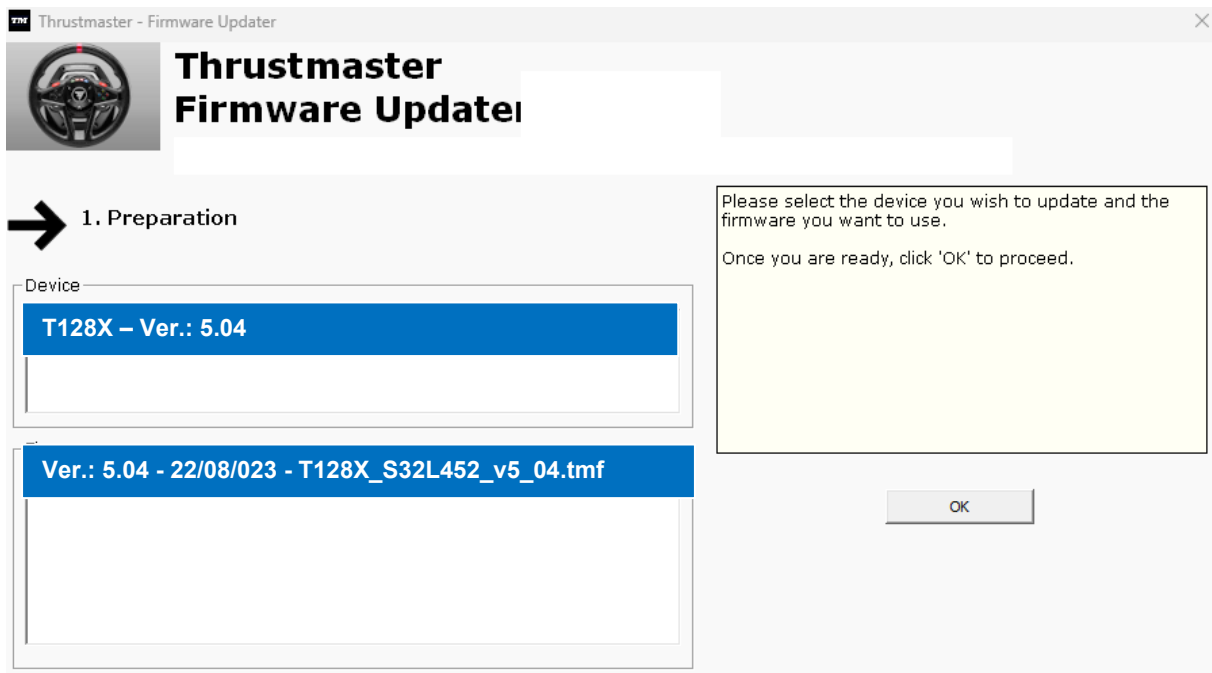 Thrustmaster - Firmware Updater
Thrustmaster
Firmware Updater
1. Preparation
Device
T128X – Ver.: 5.04
Ver.: 5.04 - 22/08/023 - T128X_S32L452_v5_04.tmf
Please select the device you wish to update and the
firmware you want to use.
Once you are ready, click 'OK' to proceed.
OK